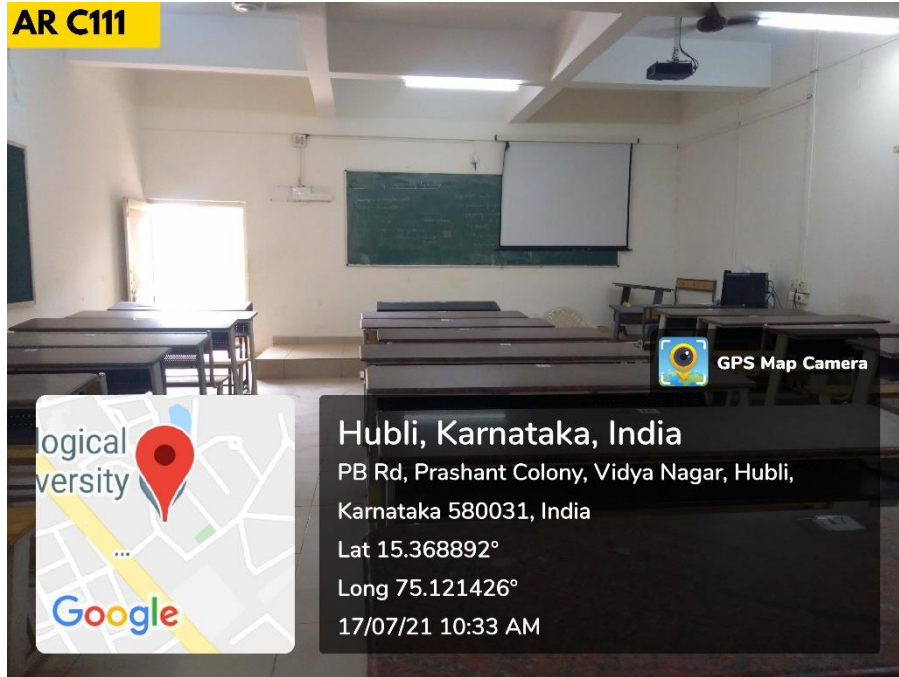 AR C111
GPS Map Camera
logical
versity
...
Google
Hubli, Karnataka, India
PB Rd, Prashant Colony, Vidya Nagar, Hubli,
Karnataka 580031, India
Lat 15.368892°
Long 75.121426°
17/07/21 10:33 AM